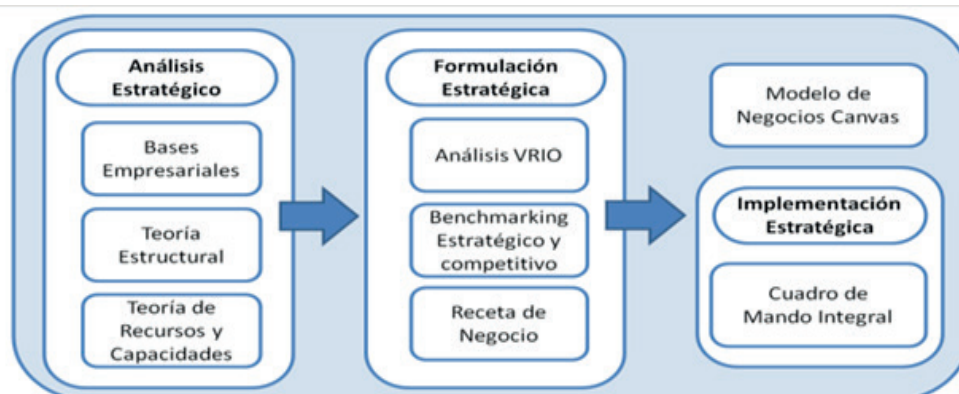 Análisis
Estratégico
Bases
Empresariales
Teoría
Estructural
Teoría de
Recursos y
Capacidades
Formulación
Estratégica
Análisis VRIO
Benchmarking
Estratégico y
competitivo
Receta de
Negocio
Modelo de
Negocios Canvas
Implementación
Estratégica
Cuadro de
Mando Integral